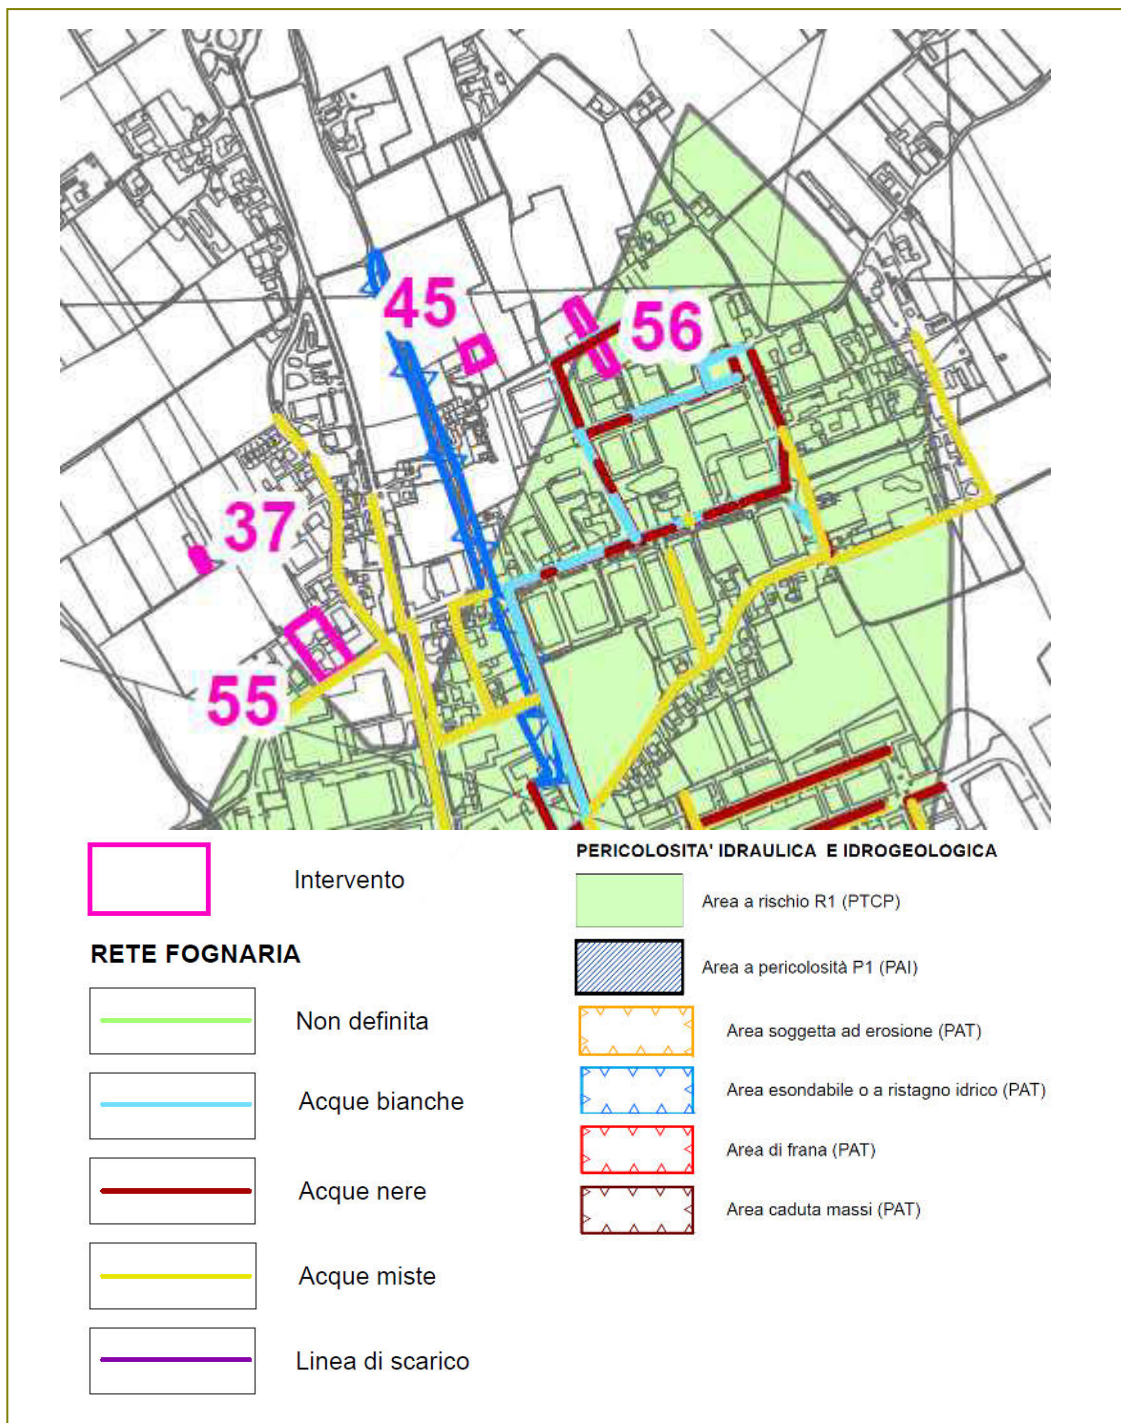 45
56
37
55
Intervento
RETE FOGNARIA
Non definita
Acque bianche
Acque nere
Acque miste
Linea di scarico
PERICOLOSITA' IDRAULICA E IDROGEOLOGICA
Area a rischio R1 (PTCP)
Area a pericolosità P1 (PAI)
Area soggetta ad erosione (PAT)
Area esondabile o a ristagno idrico (PAT)
Area di frana (PAT)
Area caduta massi (PAT)